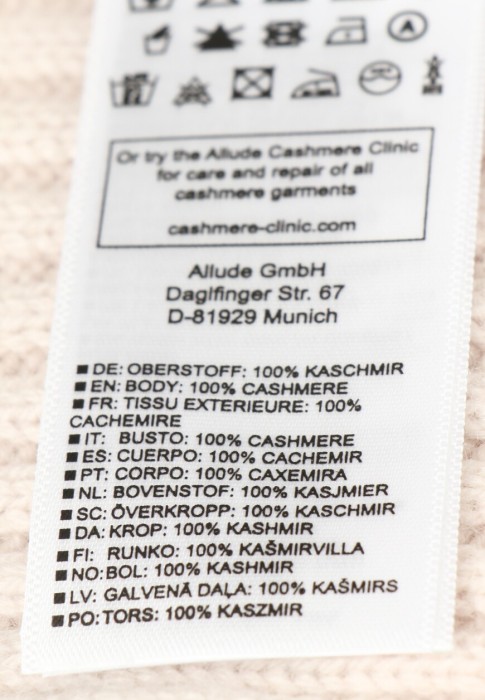 Or try the Allude Cashmere Clinic
for care and repair of all
cashmere garments
cashmere-clinic.com
Allude GmbH
Daglfinger Str. 67
D-81929 Munich
■ DE: OBERSTOFF: 100% KASCHMIR
■ EN: BODY: 100% CASHMERE
■ FR: TISSU EXTERIEURE: 100%
CACHEMIRE
■ IT: BUSTO: 100% CASHMERE
■ ES: CUERPO: 100% CACHEMIR
■ PT: CORPO: 100% CAXEMIRA
■ NL: BOVENSTOF: 100% KASJMIER
■ SC: ÖVERKROPP: 100% KASCHMIR
■ DA: KROP: 100% KASHMIR
■ FI: RUNKO: 100% KAŠMIRVILLA
■ NO: BOL: 100% KASHMIR
■ LV: GALVENĀ DAĻA: 100% KAŠMIRS
■ PO: TORS: 100% KASZMIR